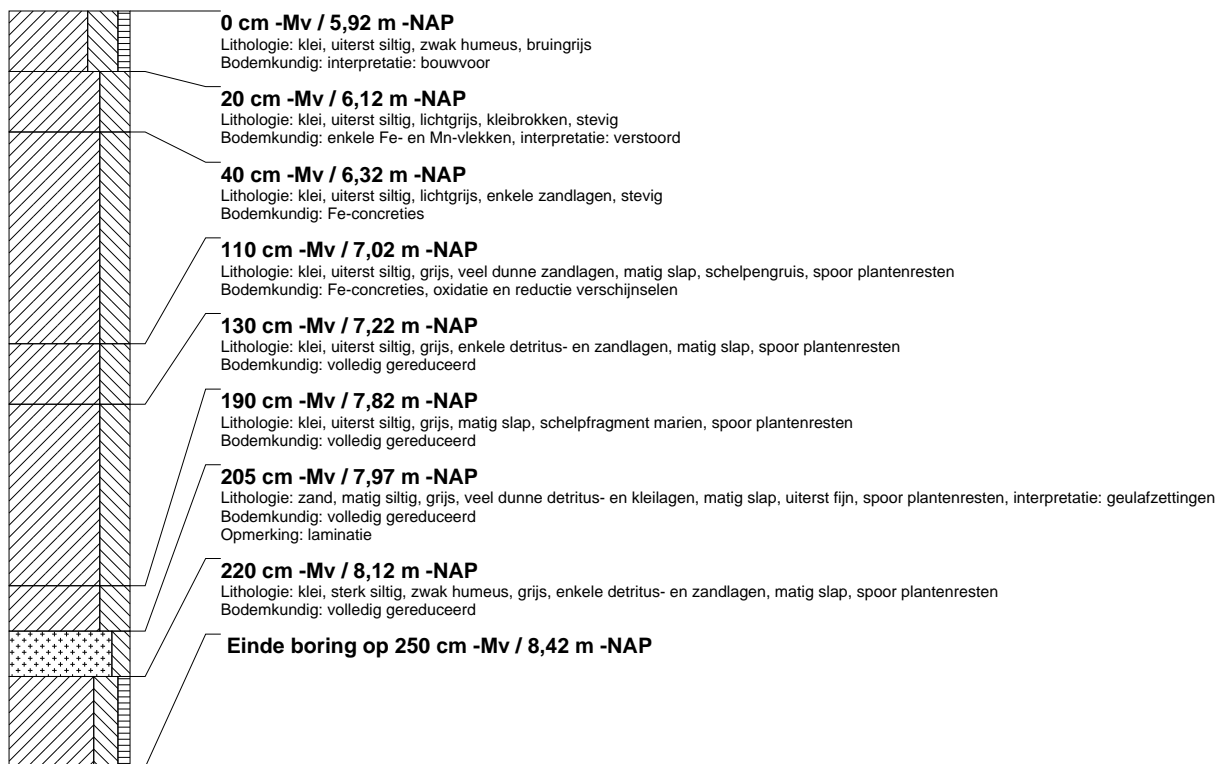 0 cm -Mv / 5,92 m -NAP
Lithologie: klei, uiterst siltig, zwak humeus, bruingrijs
Bodemkundig: interpretatie: bouwvoor
20 cm -Mv / 6,12 m -NAP
Lithologie: klei, uiterst siltig, lichtgrijs, kleibrokken, stevig
Bodemkundig: enkele Fe- en Mn-vlekken, interpretatie: verstoord
40 cm -Mv / 6,32 m -NAP
Lithologie: klei, uiterst siltig, lichtgrijs, enkele zandlagen, stevig
Bodemkundig: Fe-concreties
110 cm -Mv / 7,02 m -NAP
Lithologie: klei, uiterst siltig, grijs, veel dunne zandlagen, matig slap, schelpengruis, spoor plantenresten
Bodemkundig: Fe-concreties, oxidatie en reductie verschijnselen
130 cm -Mv / 7,22 m -NAP
Lithologie: klei, uiterst siltig, grijs, enkele detritus- en zandlagen, matig slap, spoor plantenresten
Bodemkundig: volledig gereduceerd
190 cm -Mv / 7,82 m -NAP
Lithologie: klei, uiterst siltig, grijs, matig slap, schelpfragment marien, spoor plantenresten
Bodemkundig: volledig gereduceerd
205 cm -Mv / 7,97 m -NAP
Lithologie: zand, matig siltig, grijs, veel dunne detritus- en kleilagen, matig slap, uiterst fijn, spoor plantenresten, interpretatie: geulafzettingen
Bodemkundig: volledig gereduceerd
Opmerking: laminatie
220 cm -Mv / 8,12 m -NAP
Lithologie: klei, sterk siltig, zwak humeus, grijs, enkele detritus- en zandlagen, matig slap, spoor plantenresten
Bodemkundig: volledig gereduceerd
Einde boring op 250 cm -Mv / 8,42 m -NAP